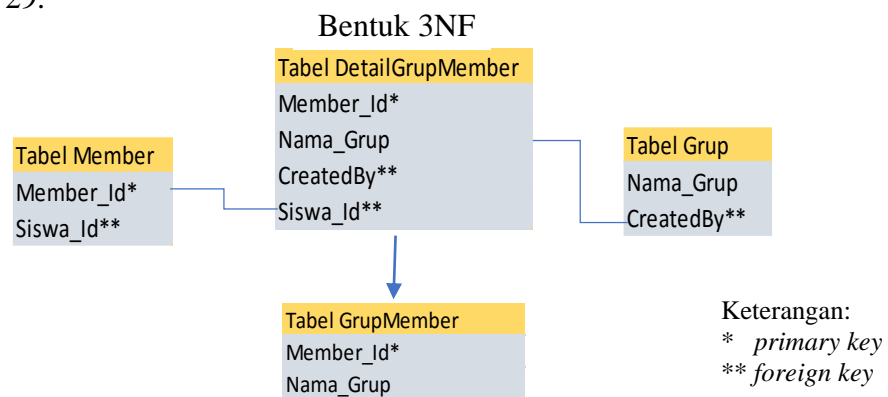 29.
Bentuk 3NF
Tabel DetailGrupMember
Member_Id*
Nama_Grup
CreatedBy**
Siswa_Id**
Tabel Member
Member_Id*
Siswa_Id**
Tabel Grup
Nama_Grup
CreatedBy**
Tabel GrupMember
Member_Id*
Nama_Grup
Keterangan:
* primary key
** foreign key